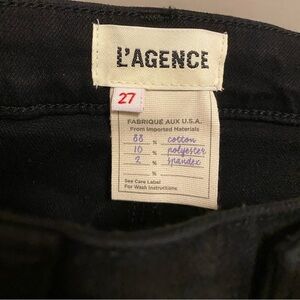 L'AGENCE
27
FABRIQUÉ AUX U.S.A.
From Imported Materials
88 % cotton
10 % polyester
2 % spandex
%
See Care Label
For Wash Instructions